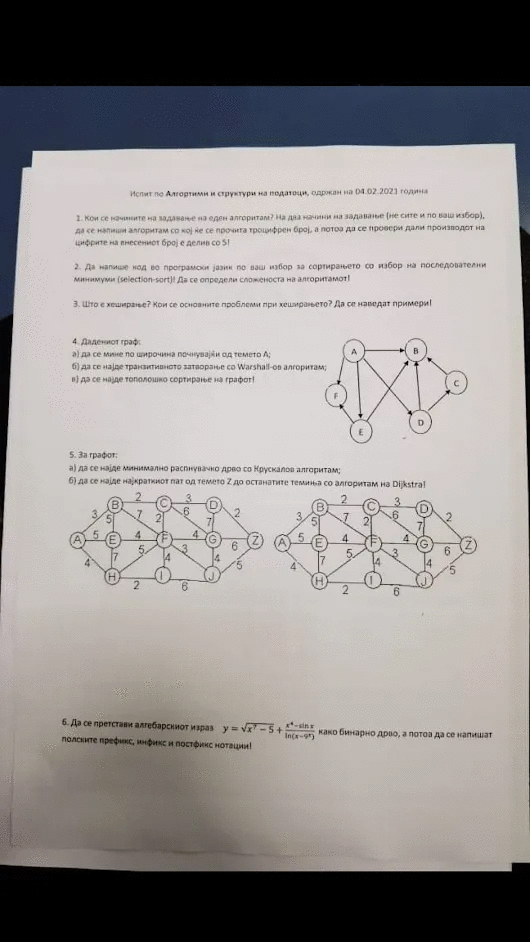 Испит по Алгортими и структури на податоци, одржан на 04.02.2021 година
1. Кои се начините на задавање на еден алгоритам? На два начини на задавање (не сите и по ваш избор),
да се напиши алгоритам со кој ќе се прочита троцифрен број, а потоа да се провери дали производот на
цифрите на внесениот број е делив со 5!
2. Да напише код во програмски јазик по ваш избор за сортирањето со избор на последователни
минимуми (selection-sort)! Да се определи сложеноста на алгоритамот!
3. Што е хеширање? Кои се основните проблеми при хеширањето? Да се наведат примери!
4. Дадениот граф:
а) да се мине по широчина почнувајќи од темето А;
б) да се најде транзитивното затворање со Warshall-ов алгоритам;
в) да се најде тополошко сортирање на графот!
A B
C
F
D
E
5. За графот:
а) да се најде минимално распнувачко дрво со Крускалов алгоритам;
б) да се најде најкраткиот пат од темето Z до останатите темиња со алгоритам на Dijkstra!
B 2 C 3 D B 2 C 3 D
3 5 7 2 6 7 2 3 5 7 2 6 7 2
A 5 E 4 F 4 G Z A 5 E 4 F 4 G Z
4 7 5 4 3 4 6 5 4 7 5 4 3 4 6 5
H 2 I 6 J H 2 I 6 J
6. Да се претстави алгебарскиот израз y = √(x⁷ − 5) + (x⁴−sin x)/(ln(x−9ʸ)) како бинарно дрво, а потоа да се напишат
полските префикс, инфикс и постфикс нотации!